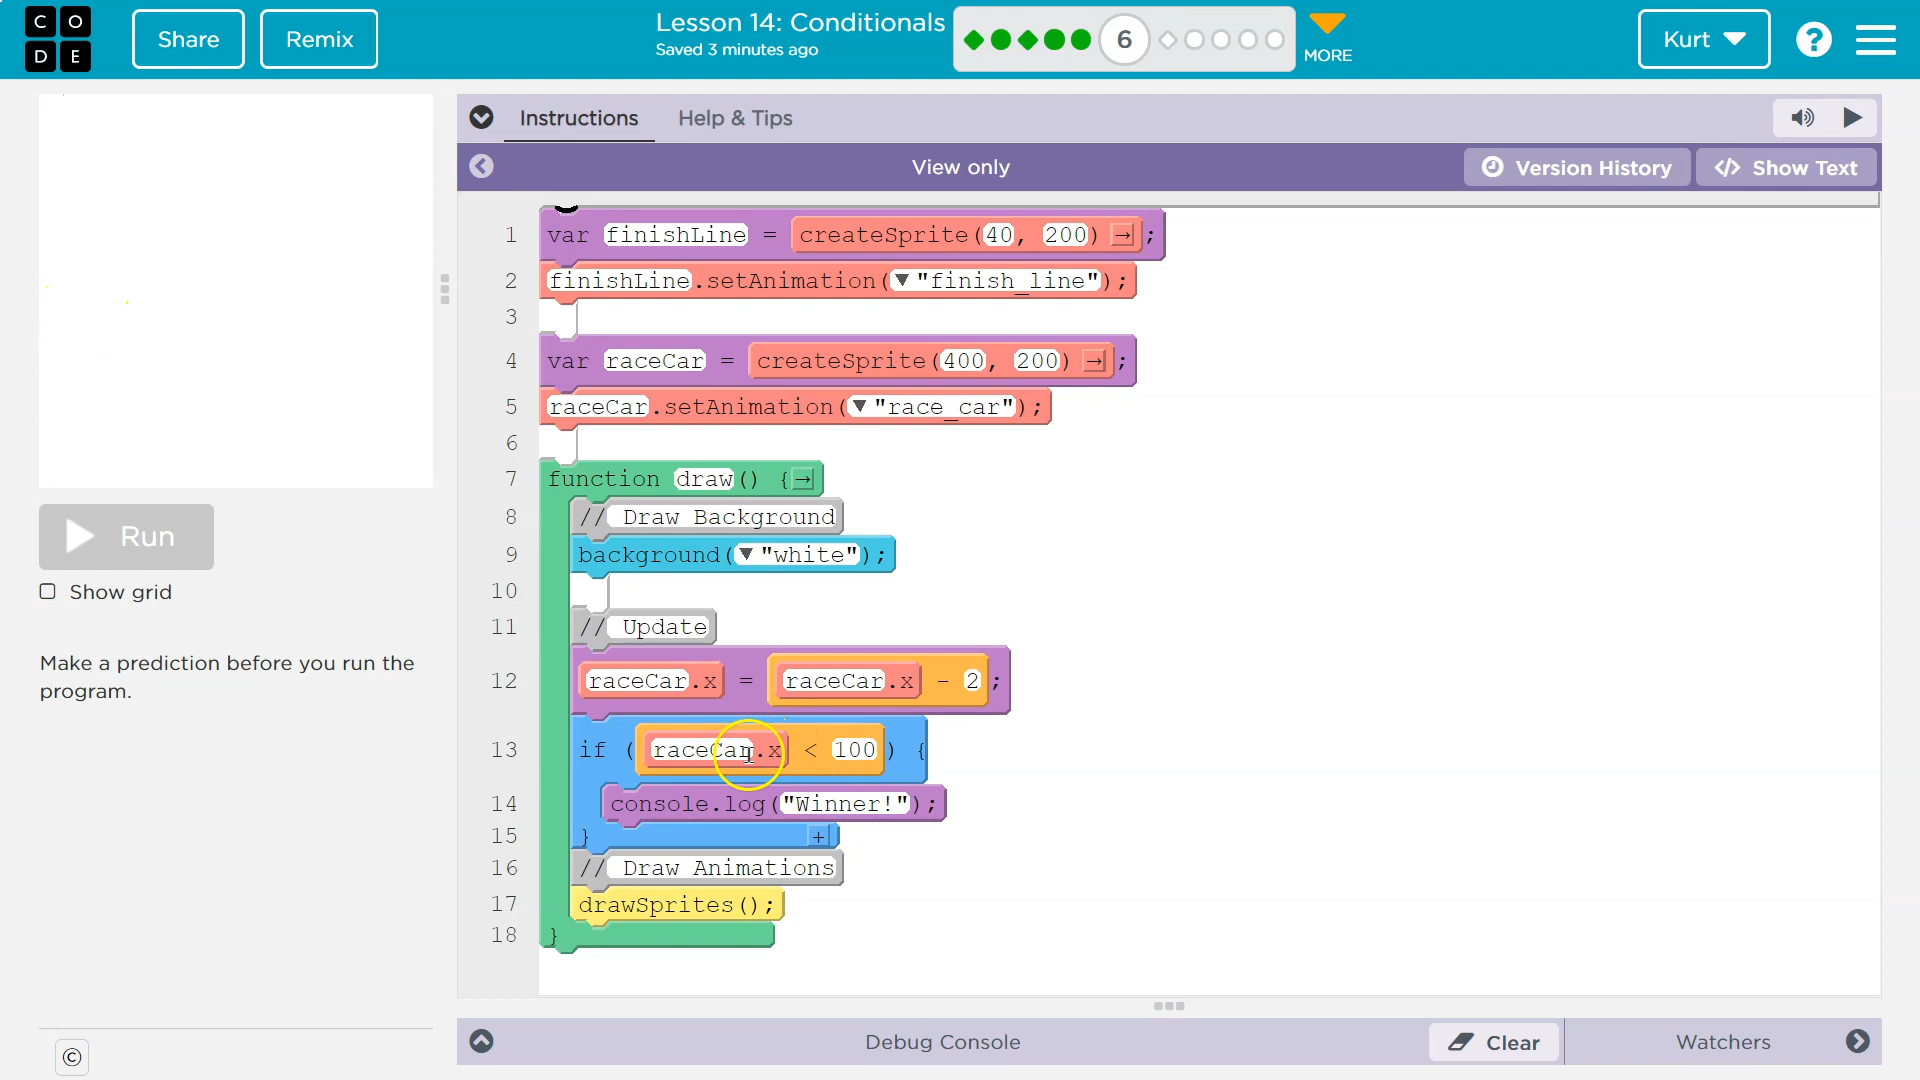 C O
D E
Share
Remix
Lesson 14: Conditionals
Saved 3 minutes ago
6
MORE
Kurt
?
Instructions
Help & Tips
View only
Version History
</> Show Text
1 var finishLine = createSprite(40, 200) → ;
2 finishLine.setAnimation( ▼ "finish_line");
3
4 var raceCar = createSprite(400, 200) → ;
5 raceCar.setAnimation( ▼ "race_car");
6
7 function draw() { →
8 // Draw Background
9 background( ▼ "white");
10
11 // Update
12 raceCar.x = raceCar.x - 2 ;
13 if ( raceCar.x < 100 ) {
14 console.log("Winner!");
15 } +
16 // Draw Animations
17 drawSprites();
18 }
Run
Show grid
Make a prediction before you run the
program.
©
Debug Console
Clear
Watchers